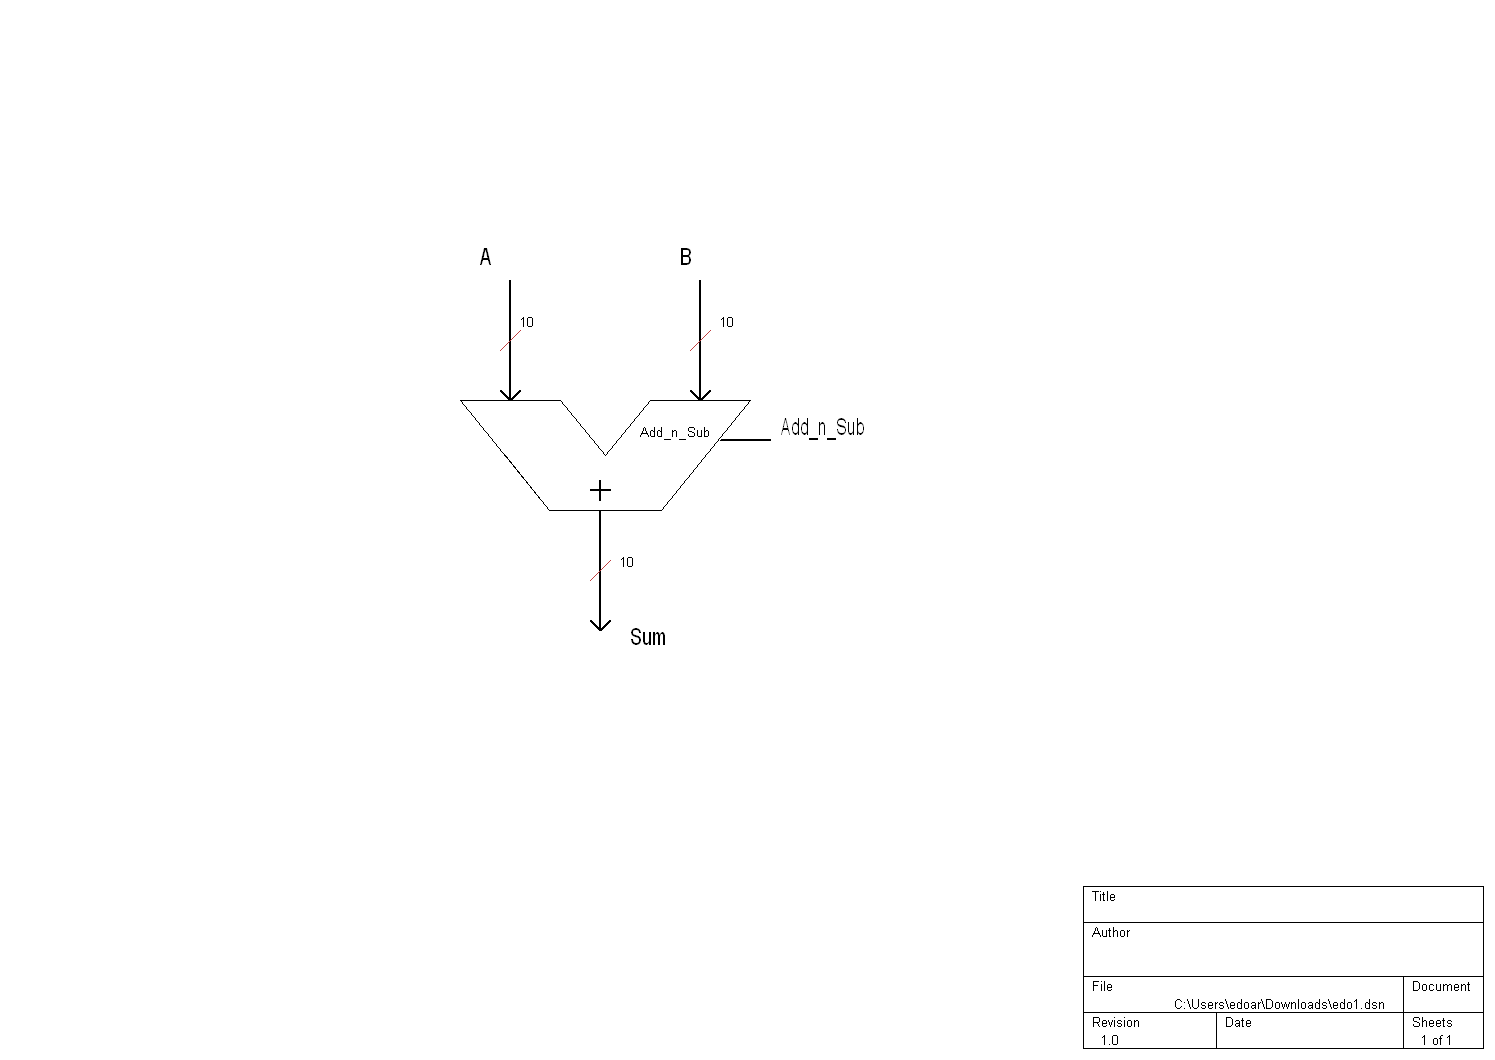 A
B
10
10
Add_n_Sub
Add_n_Sub
+
10
Sum
Title
Author
File
Document
C:\Users\edoar\Downloads\edo1.dsn
Revision
Date
Sheets
1.0
1 of 1